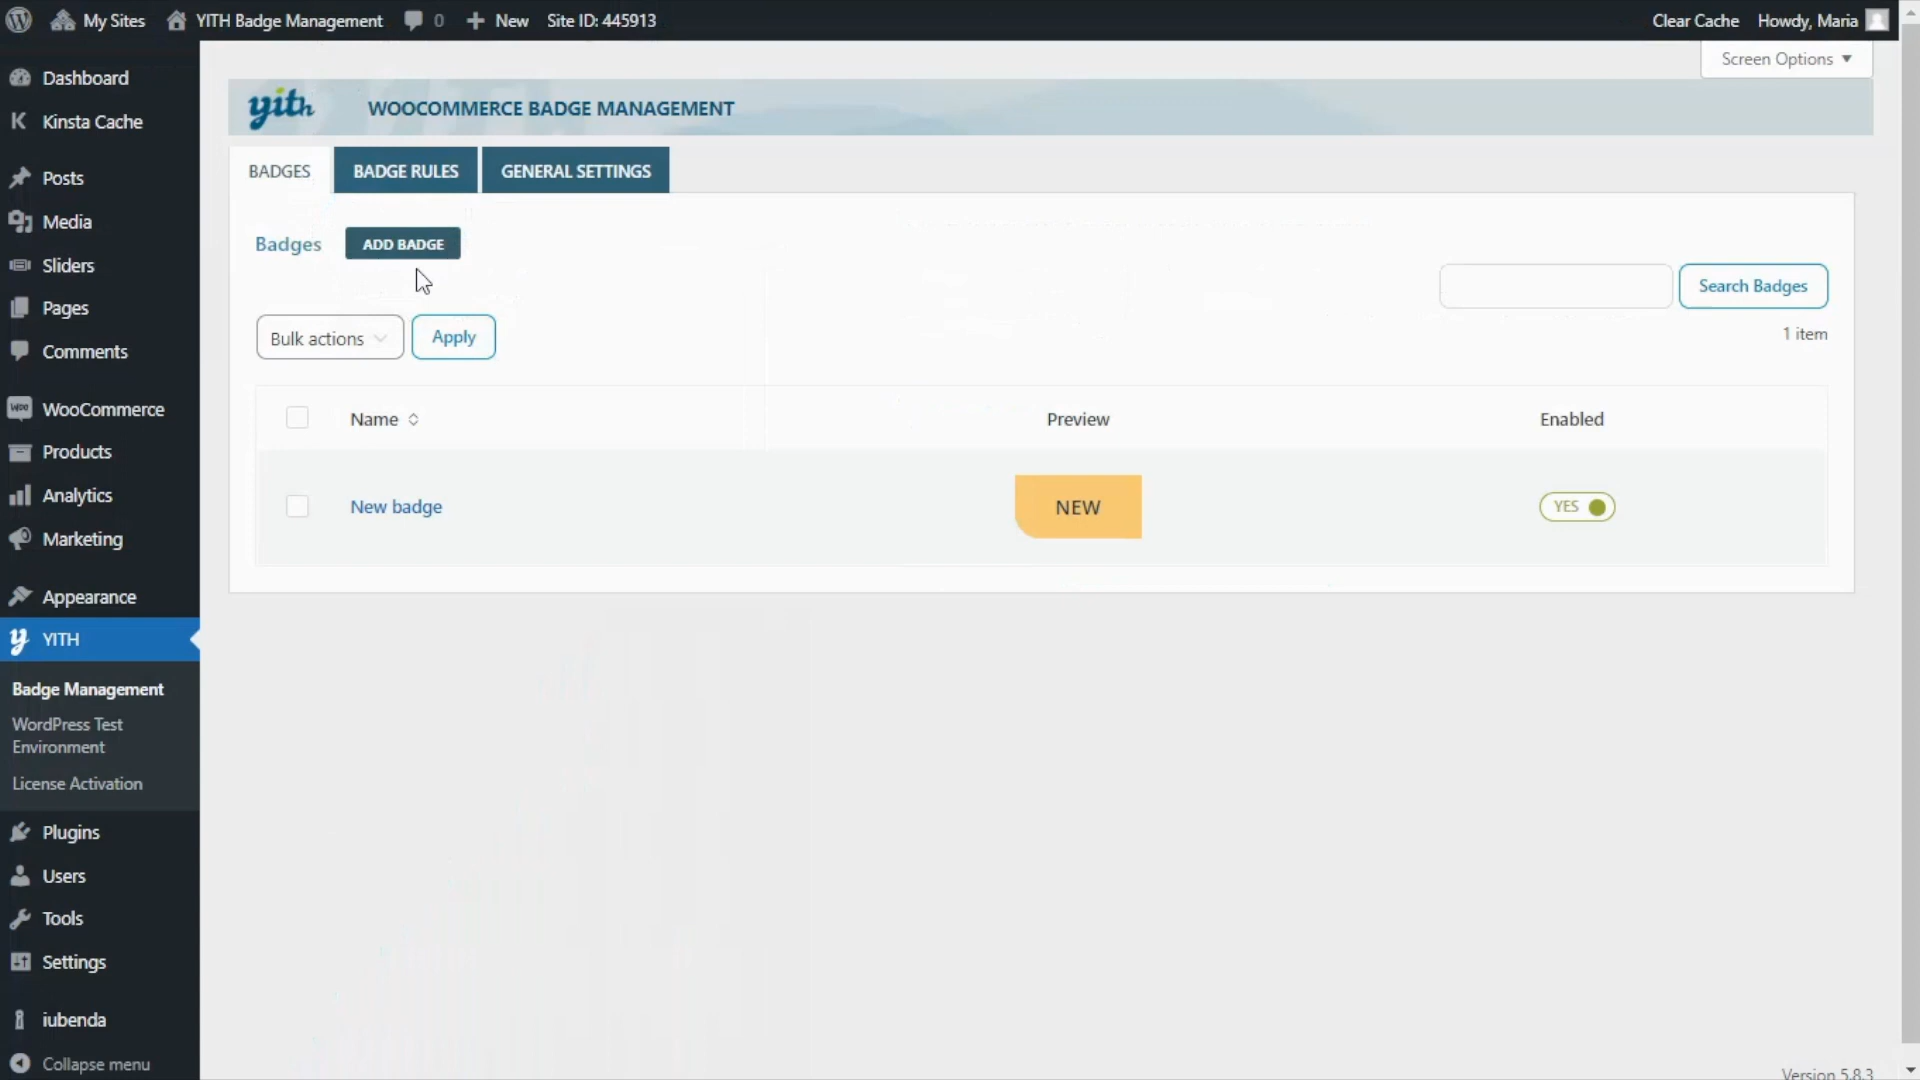 My Sites
YITH Badge Management
0
New
Site ID: 445913
Clear Cache
Howdy, Maria
Screen Options
Dashboard
Kinsta Cache
Posts
Media
Sliders
Pages
Comments
WooCommerce
Products
Analytics
Marketing
Appearance
YITH
Badge Management
WordPress Test
Environment
License Activation
Plugins
Users
Tools
Settings
iubenda
Collapse menu
yith
WOOCOMMERCE BADGE MANAGEMENT
BADGES
BADGE RULES
GENERAL SETTINGS
Badges
ADD BADGE
Search Badges
Bulk actions
Apply
1 item
Name
Preview
Enabled
New badge
NEW
YES
Version 5.8.3